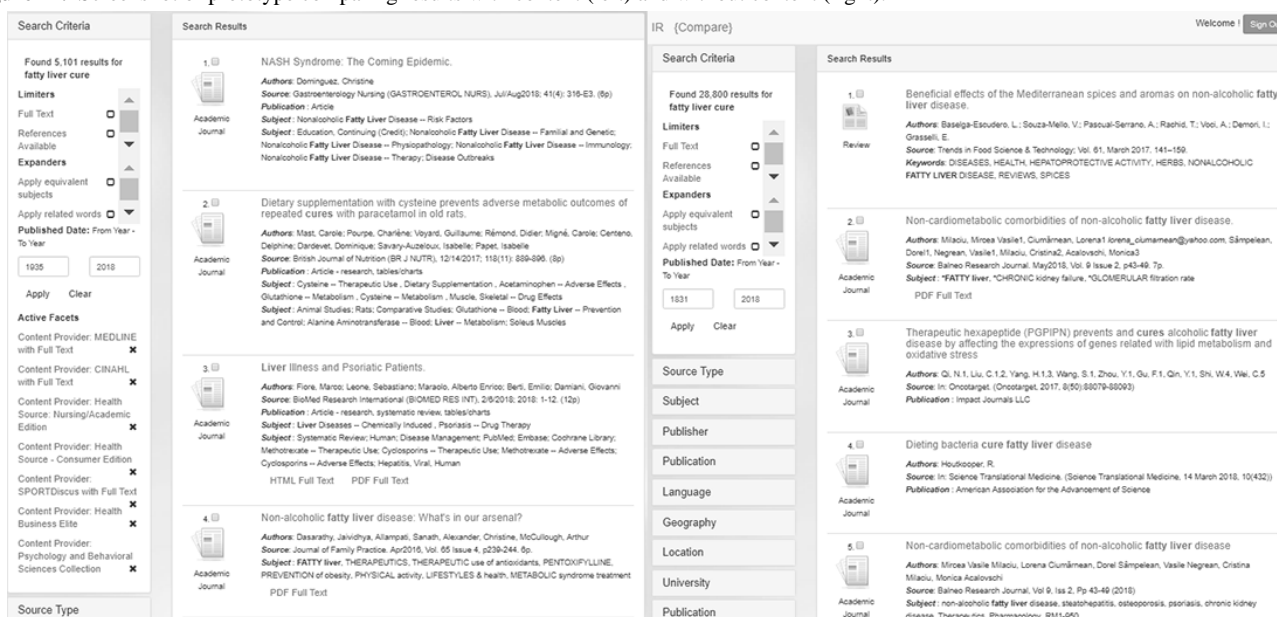 Search Criteria
Found 5,101 results for
fatty liver cure
Limiters
Full Text
References
Available
Expanders
Apply equivalent
subjects
Apply related words
Published Date: From Year -
To Year
1935 2018
Apply Clear
Active Facets
Content Provider: MEDLINE
with Full Text
Content Provider: CINAHL
with Full Text
Content Provider: Health
Source: Nursing/Academic
Edition
Content Provider: Health
Source - Consumer Edition
Content Provider:
SPORTDiscus with Full Text
Content Provider: Health
Business Elite
Content Provider:
Psychology and Behavioral
Sciences Collection
Source Type
Search Results
1.
Academic
Journal
NASH Syndrome: The Coming Epidemic.
Authors: Dominguez, Christine
Source: Gastroenterology Nursing (GASTROENTEROL NURS), Jul/Aug2018; 41(4): 316-E3. (6p)
Publication : Article
Subject : Nonalcoholic Fatty Liver Disease -- Risk Factors
Subject : Education, Continuing (Credit); Nonalcoholic Fatty Liver Disease -- Familial and Genetic;
Nonalcoholic Fatty Liver Disease -- Physiopathology; Nonalcoholic Fatty Liver Disease -- Immunology;
Nonalcoholic Fatty Liver Disease -- Therapy; Disease Outbreaks
2.
Academic
Journal
Dietary supplementation with cysteine prevents adverse metabolic outcomes of
repeated cures with paracetamol in old rats.
Authors: Mast, Carole; Pourpe, Charlène; Voyard, Guillaume; Rémond, Didier; Migné, Carole; Centeno,
Delphine; Dardevet, Dominique; Savary-Auzeloux, Isabelle; Papet, Isabelle
Source: British Journal of Nutrition (BR J NUTR), 12/14/2017; 118(11): 889-896. (8p)
Publication : Article - research, tables/charts
Subject : Cysteine -- Therapeutic Use , Dietary Supplementation , Acetaminophen -- Adverse Effects ,
Glutathione -- Metabolism , Cysteine -- Metabolism , Muscle, Skeletal -- Drug Effects
Subject : Animal Studies; Rats; Comparative Studies; Glutathione -- Blood; Fatty Liver -- Prevention
and Control; Alanine Aminotransferase -- Blood; Liver -- Metabolism; Soleus Muscles
3.
Academic
Journal
Liver Illness and Psoriatic Patients.
Authors: Fiore, Marco; Leone, Sebastiano; Maraolo, Alberto Enrico; Berti, Emilio; Damiani, Giovanni
Source: BioMed Research International (BIOMED RES INT), 2/6/2018; 2018: 1-12. (12p)
Publication : Article - research, systematic review, tables/charts
Subject : Liver Diseases -- Chemically Induced , Psoriasis -- Drug Therapy
Subject : Systematic Review; Human; Disease Management; PubMed; Embase; Cochrane Library;
Methotrexate -- Therapeutic Use; Cyclosporins -- Therapeutic Use; Methotrexate -- Adverse Effects;
Cyclosporins -- Adverse Effects; Hepatitis, Viral, Human
HTML Full Text PDF Full Text
4.
Academic
Journal
Non-alcoholic fatty liver disease: What's in our arsenal?
Authors: Dasarathy, Jaividhya, Allampati, Sanath, Alexander, Christine, McCullough, Arthur
Source: Journal of Family Practice. Apr2016, Vol. 65 Issue 4, p239-244. 6p.
Subject : FATTY liver, THERAPEUTICS, THERAPEUTIC use of antioxidants, PENTOXIFYLLINE,
PREVENTION of obesity, PHYSICAL activity, LIFESTYLES & health, METABOLIC syndrome treatment
PDF Full Text
IR {Compare}
Welcome ! Sign
Search Criteria
Found 28,800 results for
fatty liver cure
Limiters
Full Text
References
Available
Expanders
Apply equivalent
subjects
Apply related words
Published Date: From Year -
To Year
1831 2018
Apply Clear
Source Type
Subject
Publisher
Publication
Language
Geography
Location
University
Publication
Search Results
1.
Review
Beneficial effects of the Mediterranean spices and aromas on non-alcoholic fatty
liver disease.
Authors: Baselga-Escudero, L.; Souza-Mello, V.; Pascual-Serrano, A.; Rachid, T.; Voci, A.; Demori, I.;
Grasselli, E.
Source: Trends in Food Science & Technology; Vol. 61, March 2017. 141–159.
Keywords: DISEASES, HEALTH, HEPATOPROTECTIVE ACTIVITY, HERBS, NONALCOHOLIC
FATTY LIVER DISEASE, REVIEWS, SPICES
2.
Academic
Journal
Non-cardiometabolic comorbidities of non-alcoholic fatty liver disease.
Authors: Milaciu, Mircea Vasile1, Ciumărnean, Lorena1 lorena_ciumarnean@yahoo.com, Sâmpelean,
Dorel1, Negrean, Vasile1, Milaciu, Cristina2, Acalovschi, Monica3
Source: Balneo Research Journal. May2018, Vol. 9 Issue 2, p43-49. 7p.
Subject : *FATTY liver, *CHRONIC kidney failure, *GLOMERULAR filtration rate
PDF Full Text
3.
Academic
Journal
Therapeutic hexapeptide (PGPIPN) prevents and cures alcoholic fatty liver
disease by affecting the expressions of genes related with lipid metabolism and
oxidative stress
Authors: Qi, N.1, Liu, C.1,2, Yang, H.1,3, Wang, S.1, Zhou, Y.1, Gu, F.1, Qin, Y.1, Shi, W.4, Wei, C.5
Source: In: Oncotarget. (Oncotarget, 2017, 8(50):88079-88093)
Publication : Impact Journals LLC
4.
Academic
Journal
Dieting bacteria cure fatty liver disease
Authors: Houtkooper, R.
Source: In: Science Translational Medicine. (Science Translational Medicine, 14 March 2018, 10(432))
Publication : American Association for the Advancement of Science
5.
Academic
Journal
Non-cardiometabolic comorbidities of non-alcoholic fatty liver disease
Authors: Mircea Vasile Milaciu, Lorena Ciumărnean, Dorel Sâmpelean, Vasile Negrean, Cristina
Milaciu, Monica Acalovschi
Source: Balneo Research Journal, Vol 9, Iss 2, Pp 43-49 (2018)
Subject : non-alcoholic fatty liver disease, steatohepatitis, osteoporosis, psoriasis, chronic kidney
disease, Therapeutics. Pharmacology, RM1-950